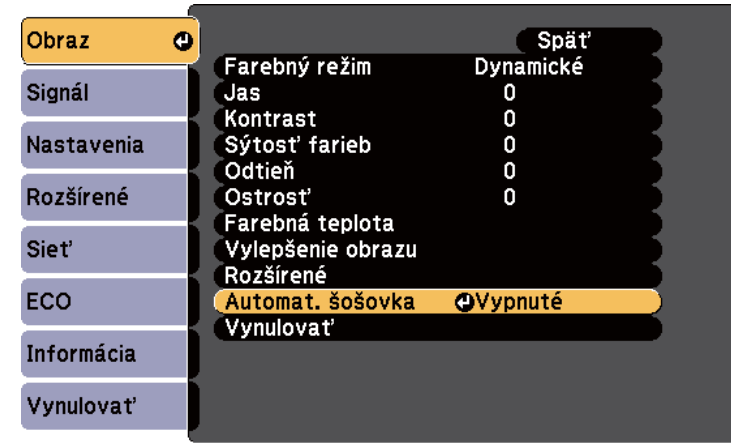 Obraz
Signál
Nastavenia
Rozšírené
Sieť
ECO
Informácia
Vynulovať
Späť
Farebný režim Dynamické
Jas 0
Kontrast 0
Sýtosť farieb 0
Odtieň 0
Ostrosť 0
Farebná teplota
Vylepšenie obrazu
Rozšírené
Automat. šošovka Vypnuté
Vynulovať